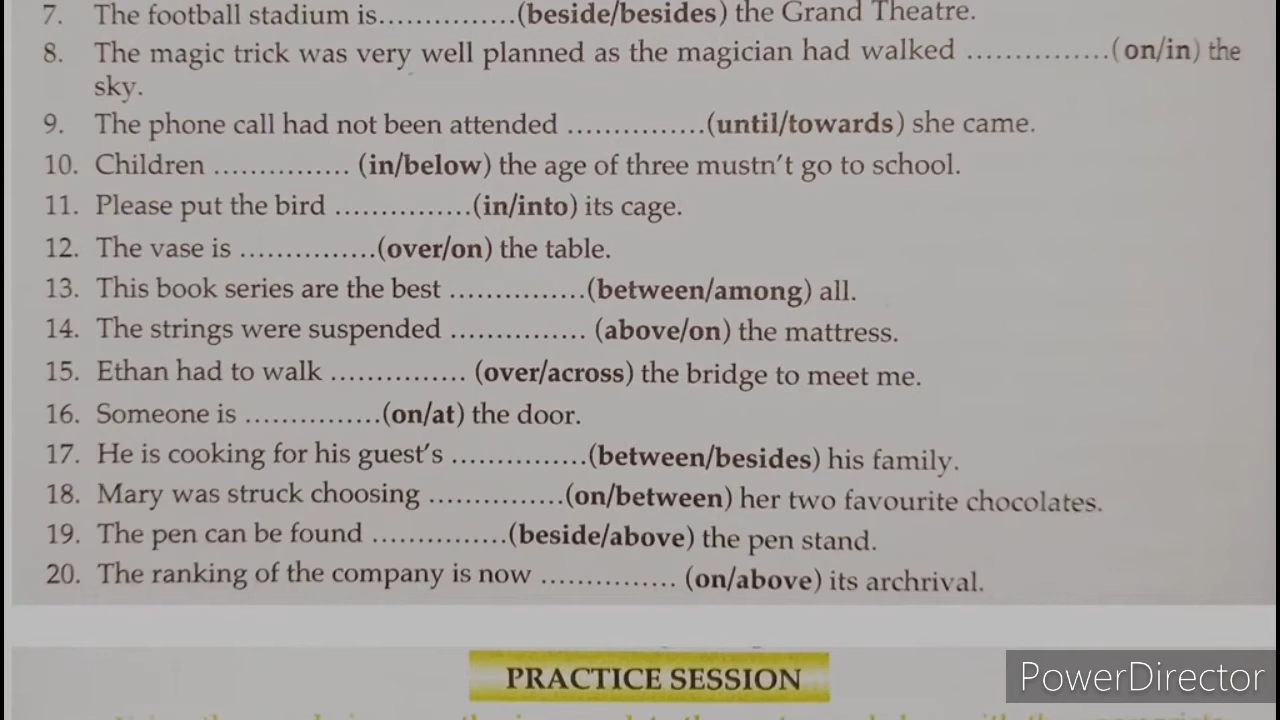 7. The football stadium is...............(beside/besides) the Grand Theatre.
8. The magic trick was very well planned as the magician had walked ...............(on/in) the
sky.
9. The phone call had not been attended ...............(until/towards) she came.
10. Children ............... (in/below) the age of three mustn't go to school.
11. Please put the bird ...............(in/into) its cage.
12. The vase is ...............(over/on) the table.
13. This book series are the best ...............(between/among) all.
14. The strings were suspended ............... (above/on) the mattress.
15. Ethan had to walk ............... (over/across) the bridge to meet me.
16. Someone is ...............(on/at) the door.
17. He is cooking for his guest's ...............(between/besides) his family.
18. Mary was struck choosing ...............(on/between) her two favourite chocolates.
19. The pen can be found ...............(beside/above) the pen stand.
20. The ranking of the company is now ............... (on/above) its archrival.
PRACTICE SESSION
PowerDirector